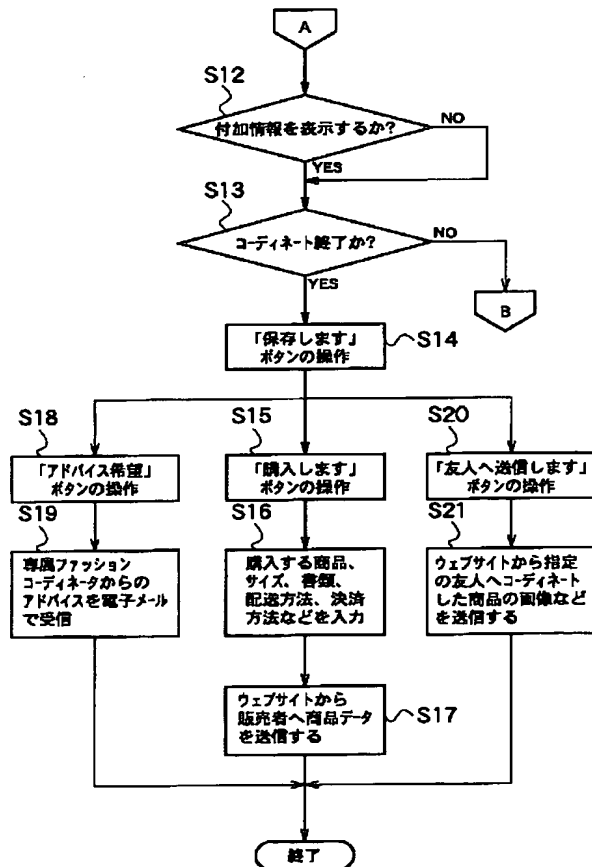 A
S12
付加情報を表示するか?
NO
YES
S13
コーディネート終了か?
NO
YES
B
「保存します」
ボタンの操作
S14
S18
「アドバイス希望」
ボタンの操作
S15
「購入します」
ボタンの操作
S20
「友人へ送信します」
ボタンの操作
S19
専属ファッション
コーディネータからの
アドバイスを電子メール
で受信
S16
購入する商品、
サイズ、書類、
配送方法、決済
方法などを入力
S21
ウェブサイトから指定
の友人へコーディネート
した商品の画像など
を送信する
ウェブサイトから
販売者へ商品データ
を送信する
S17
終了